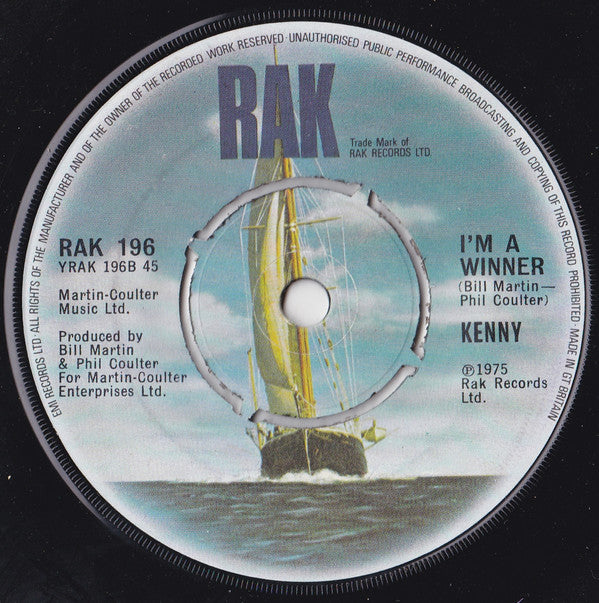 EMI RECORDS LTD · ALL RIGHTS OF THE MANUFACTURER AND OF THE OWNER OF THE RECORDED WORK RESERVED · UNAUTHORISED PUBLIC PERFORMANCE BROADCASTING AND COPYING OF THIS RECORD PROHIBITED · MADE IN GT BRITAIN
RAK
Trade Mark of
RAK RECORDS LTD.
RAK 196
YRAK 196B 45
Martin-Coulter
Music Ltd.
Produced by
Bill Martin
& Phil Coulter
For Martin-Coulter
Enterprises Ltd.
I'M A
WINNER
(Bill Martin—
Phil Coulter)
KENNY
℗1975
Rak Records
Ltd.